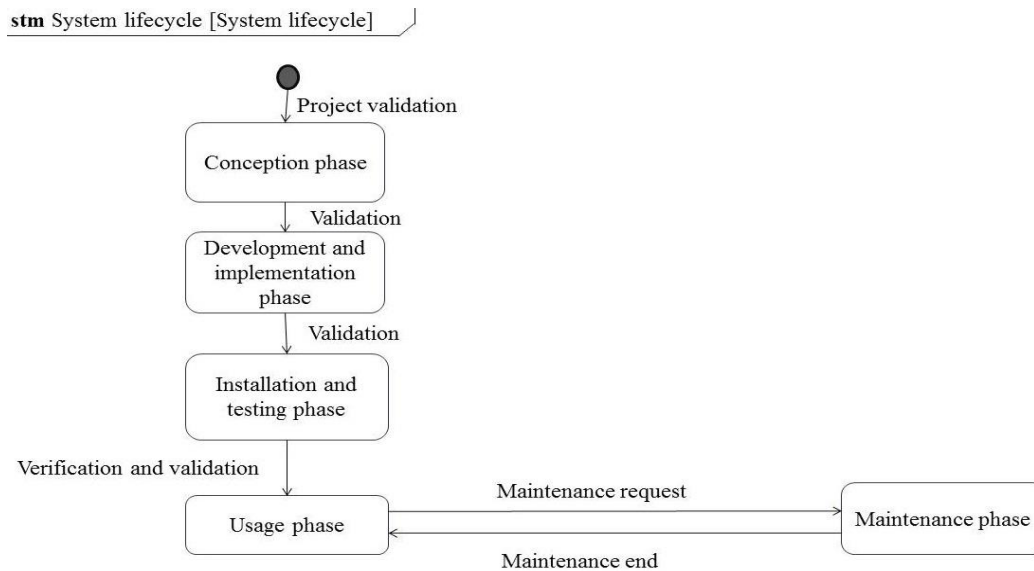 stm System lifecycle [System lifecycle]
Project validation
Conception phase
Validation
Development and
implementation
phase
Validation
Installation and
testing phase
Verification and validation
Maintenance request
Usage phase
Maintenance phase
Maintenance end